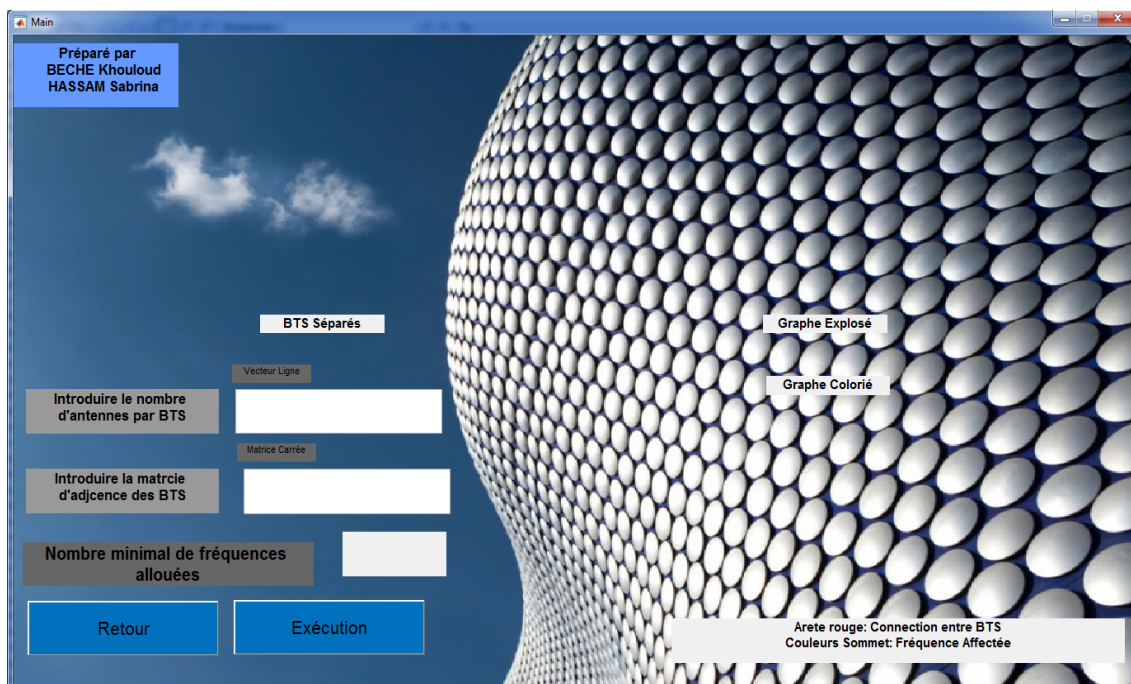 Main
Préparé par
BECHE Khouloud
HASSAM Sabrina
BTS Séparés
Graphe Explosé
Vecteur Ligne
Graphe Colorié
Introduire le nombre
d'antennes par BTS
Matrice Carrée
Introduire la matrcie
d'adjcence des BTS
Nombre minimal de fréquences
allouées
Retour
Exécution
Arete rouge: Connection entre BTS
Couleurs Sommet: Fréquence Affectée